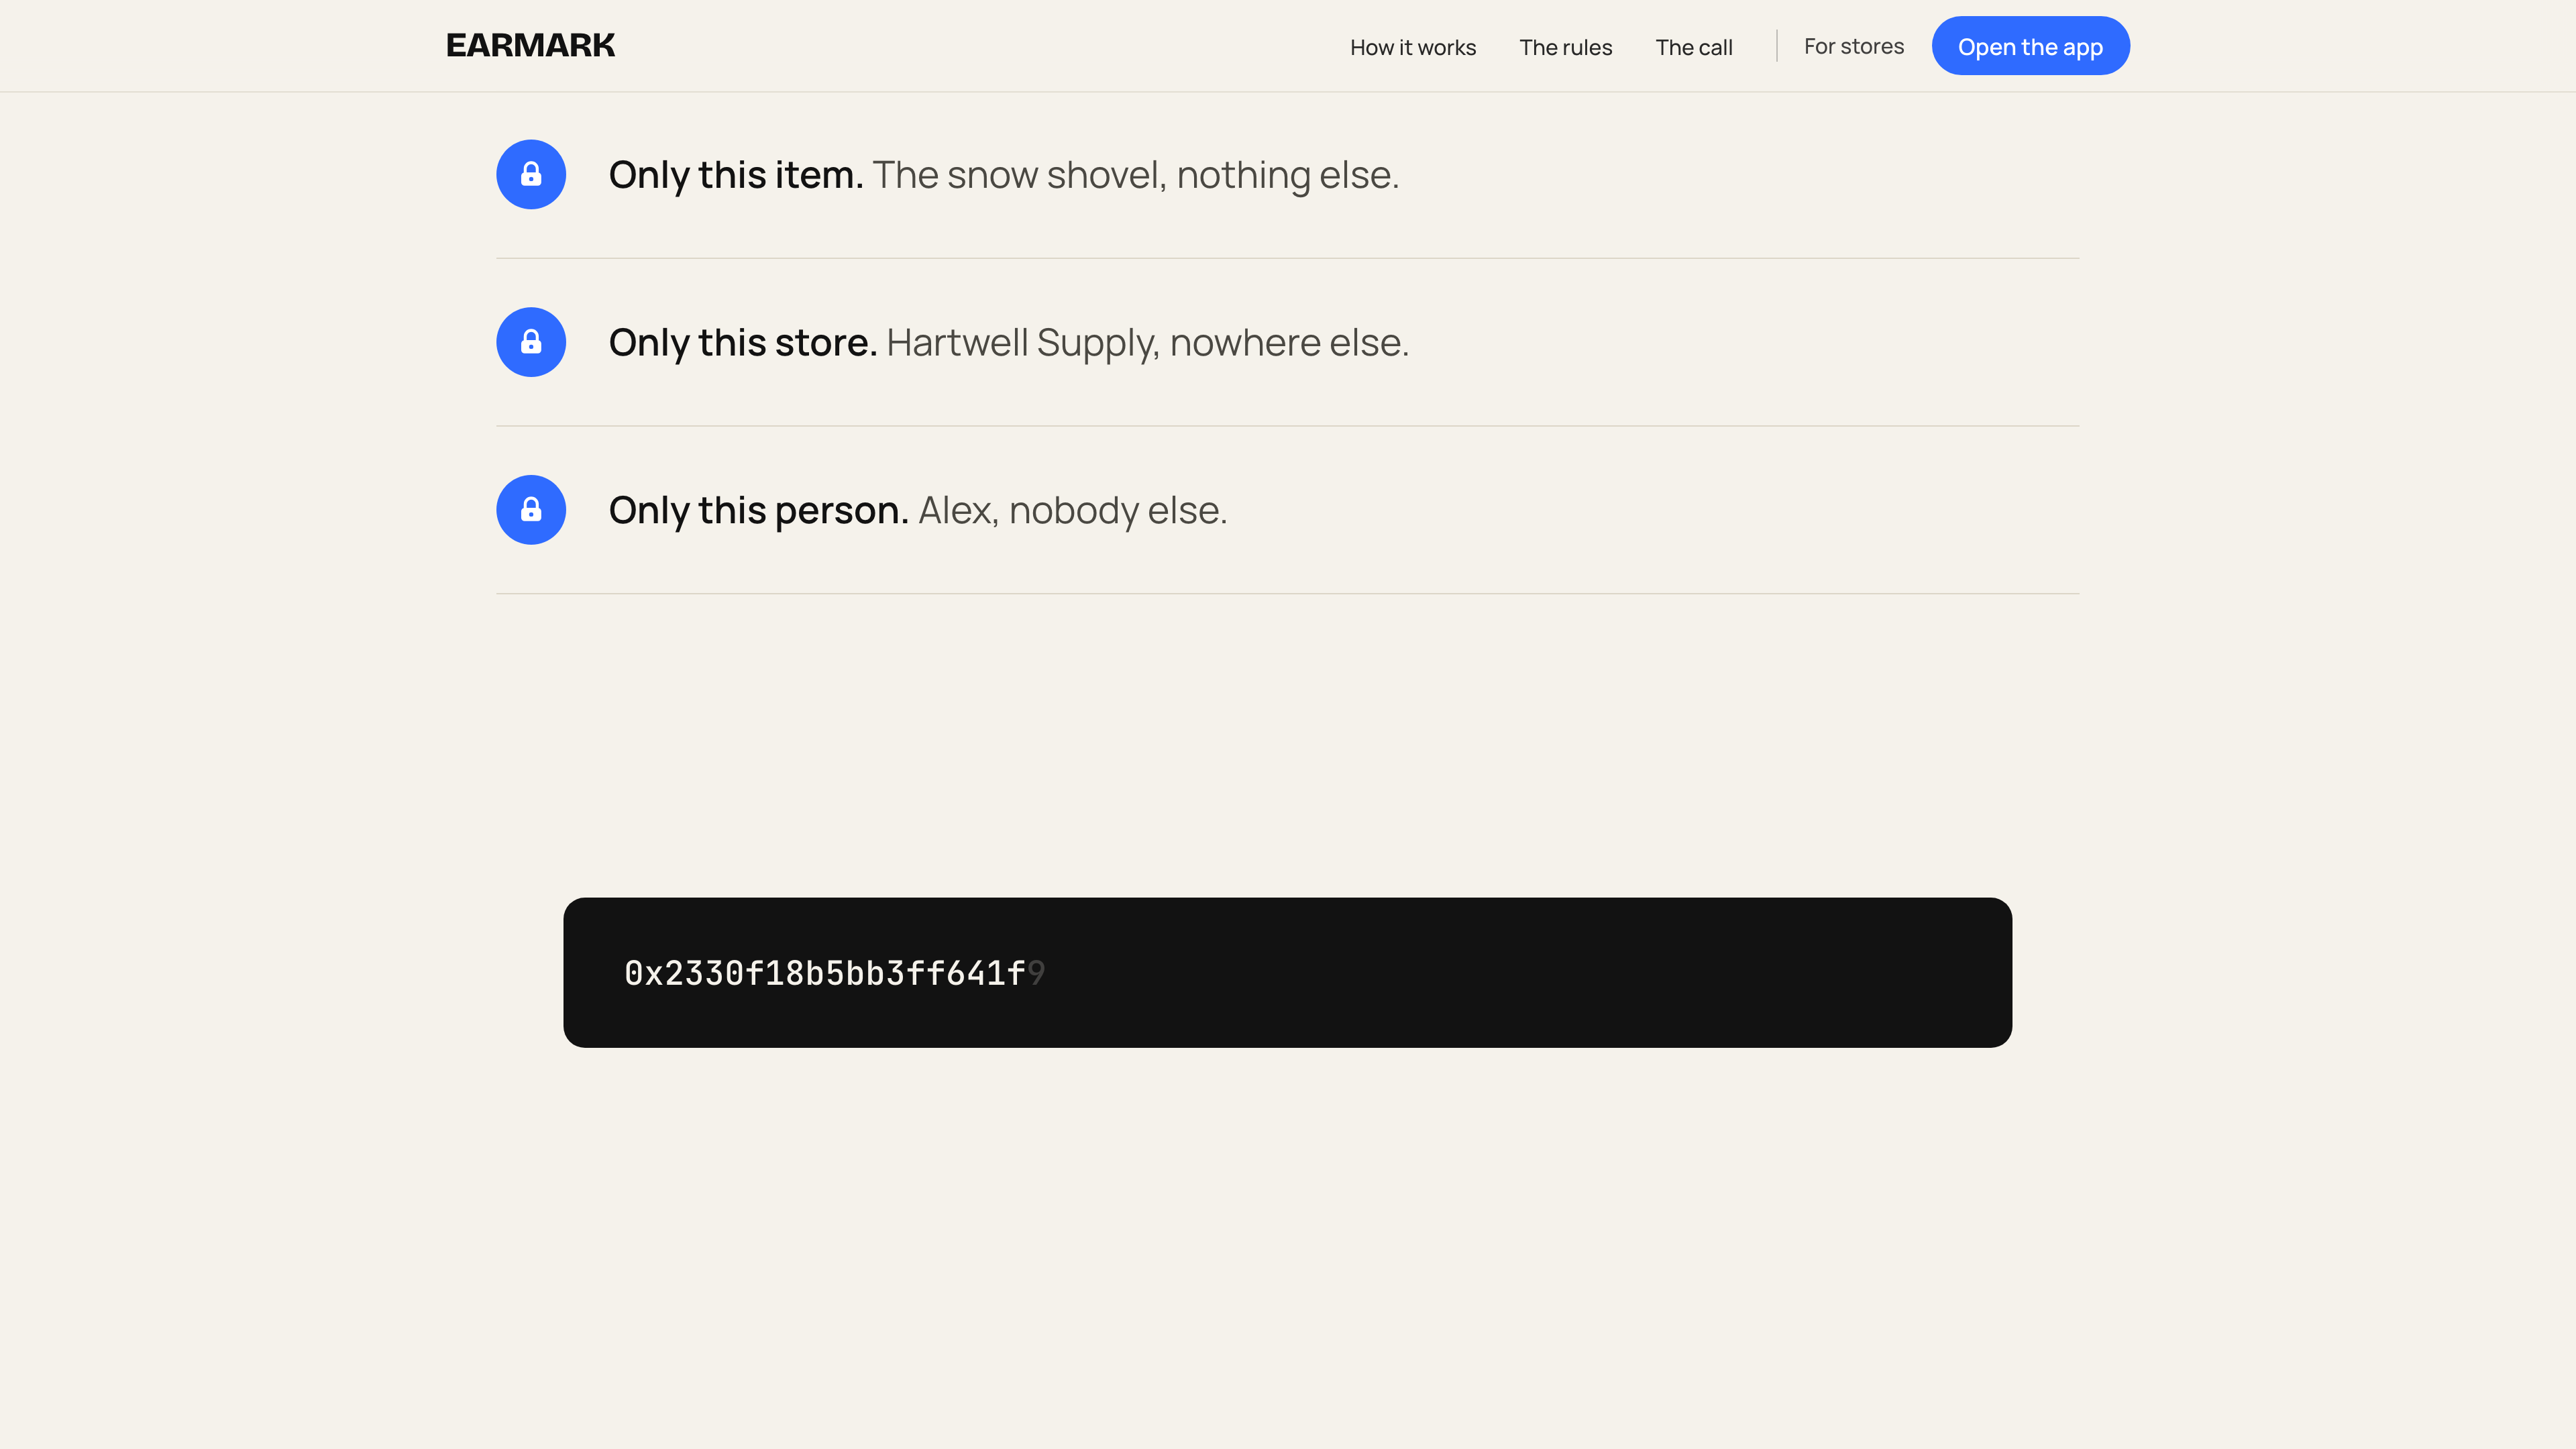 EARMARK
How it works
The rules
The call
For stores
Open the app
Only this item. The snow shovel, nothing else.
Only this store. Hartwell Supply, nowhere else.
Only this person. Alex, nobody else.
0x2330f18b5bb3ff641f9